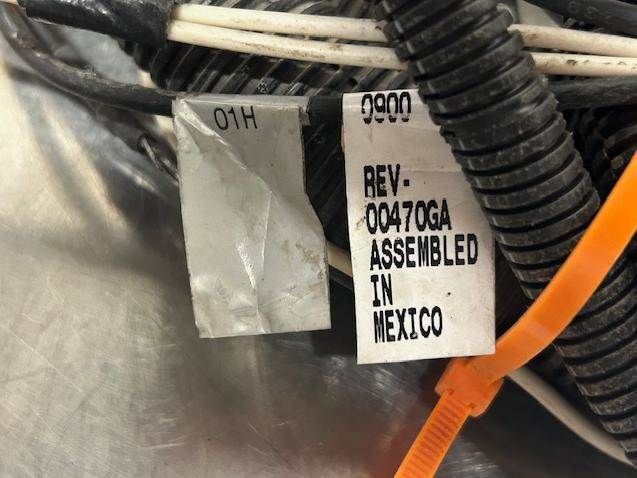 01H
0900
REV-
00470GA
ASSEMBLED
IN
MEXICO